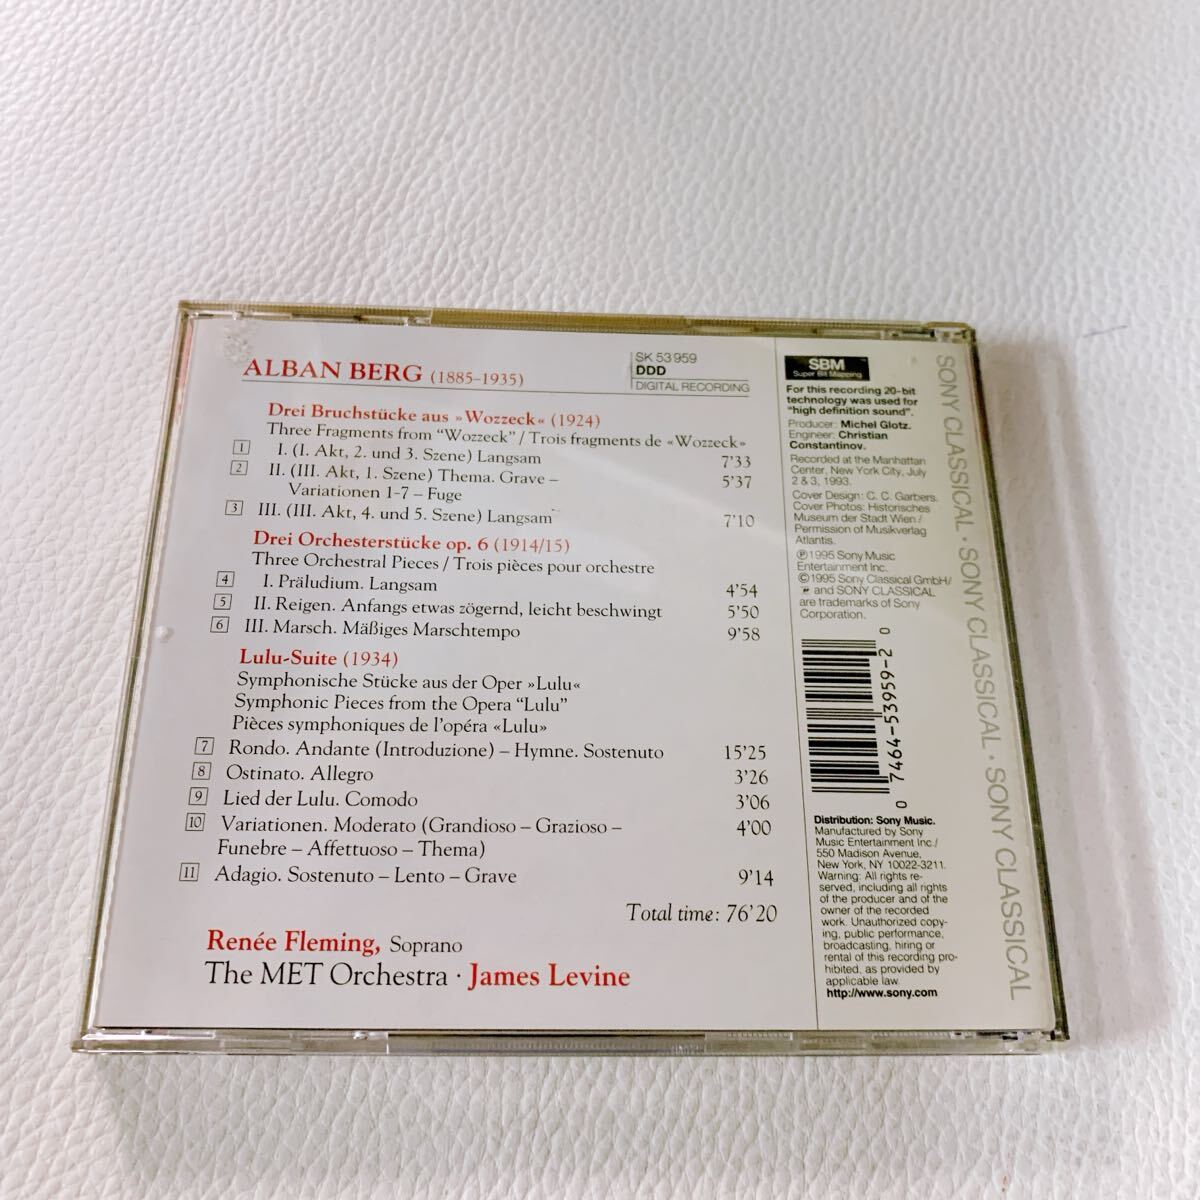 ALBAN BERG (1885-1935)
SK 53 959
DDD
DIGITAL RECORDING
Drei Bruchstücke aus »Wozzeck« (1924)
Three Fragments from “Wozzeck” / Trois fragments de «Wozzeck»
1 I. (I. Akt, 2. und 3. Szene) Langsam 7'33
2 II. (III. Akt, 1. Szene) Thema. Grave – 5'37
Variationen 1-7 – Fuge
3 III. (III. Akt, 4. und 5. Szene) Langsam 7'10
Drei Orchesterstücke op. 6 (1914/15)
Three Orchestral Pieces / Trois pièces pour orchestre
4 I. Präludium. Langsam 4'54
5 II. Reigen. Anfangs etwas zögernd, leicht beschwingt 5'50
6 III. Marsch. Mäßiges Marschtempo 9'58
Lulu-Suite (1934)
Symphonische Stücke aus der Oper »Lulu«
Symphonic Pieces from the Opera “Lulu”
Pièces symphoniques de l'opéra «Lulu»
7 Rondo. Andante (Introduzione) – Hymne. Sostenuto 15'25
8 Ostinato. Allegro 3'26
9 Lied der Lulu. Comodo 3'06
10 Variationen. Moderato (Grandioso – Grazioso – 4'00
Funebre – Affettuoso – Thema)
11 Adagio. Sostenuto – Lento – Grave 9'14
Total time: 76'20
Renée Fleming, Soprano
The MET Orchestra · James Levine
SBM
Super Bit Mapping
For this recording 20-bit
technology was used for
“high definition sound”.
Producer: Michel Glotz.
Engineer: Christian
Constantinov.
Recorded at the Manhattan
Center, New York City, July
2 & 3, 1993.
Cover Design: C. C. Garbers.
Cover Photos: Historisches
Museum der Stadt Wien /
Permission of Musikverlag
Atlantis.
℗1995 Sony Music
Entertainment Inc.
©1995 Sony Classical GmbH/
and SONY CLASSICAL
are trademarks of Sony
Corporation.
0 7464-53959-2 0
Distribution: Sony Music.
Manufactured by Sony
Music Entertainment Inc./
550 Madison Avenue,
New York, NY 10022-3211.
Warning: All rights re-
served, including all rights
of the producer and of the
owner of the recorded
work. Unauthorized copy-
ing, public performance,
broadcasting, hiring or
rental of this recording pro-
hibited, as provided by
applicable law.
http://www.sony.com
SONY CLASSICAL · SONY CLASSICAL · SONY CLASSICAL